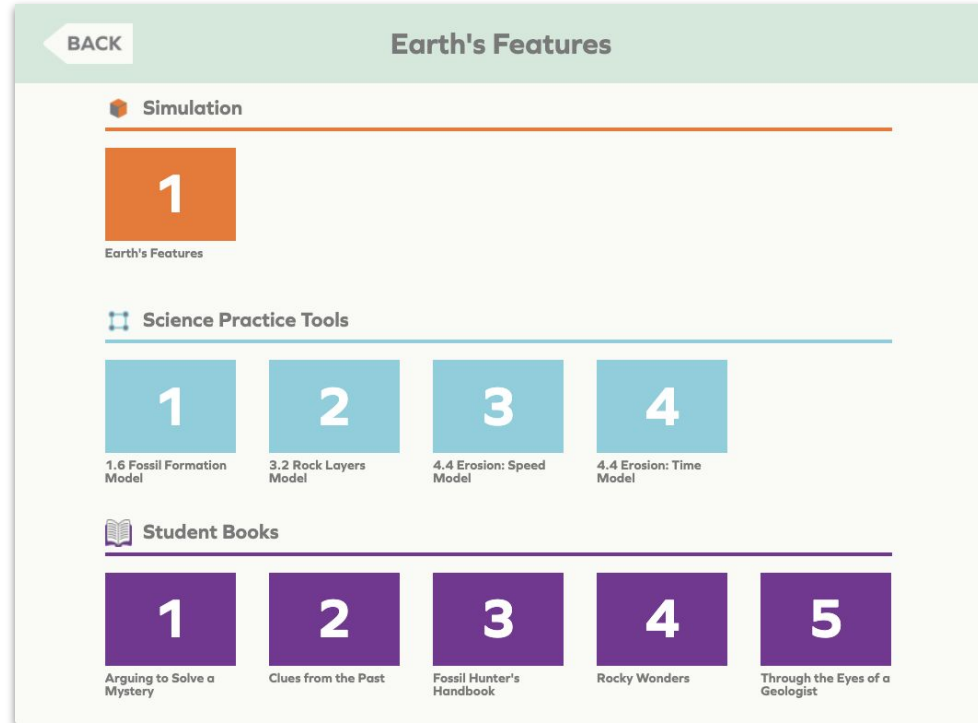 BACK
Earth's Features
Simulation
1
Earth's Features
Science Practice Tools
1
2
3
4
1.6 Fossil Formation
Model
3.2 Rock Layers
Model
4.4 Erosion: Speed
Model
4.4 Erosion: Time
Model
Student Books
1
2
3
4
5
Arguing to Solve a
Mystery
Clues from the Past
Fossil Hunter's
Handbook
Rocky Wonders
Through the Eyes of a
Geologist